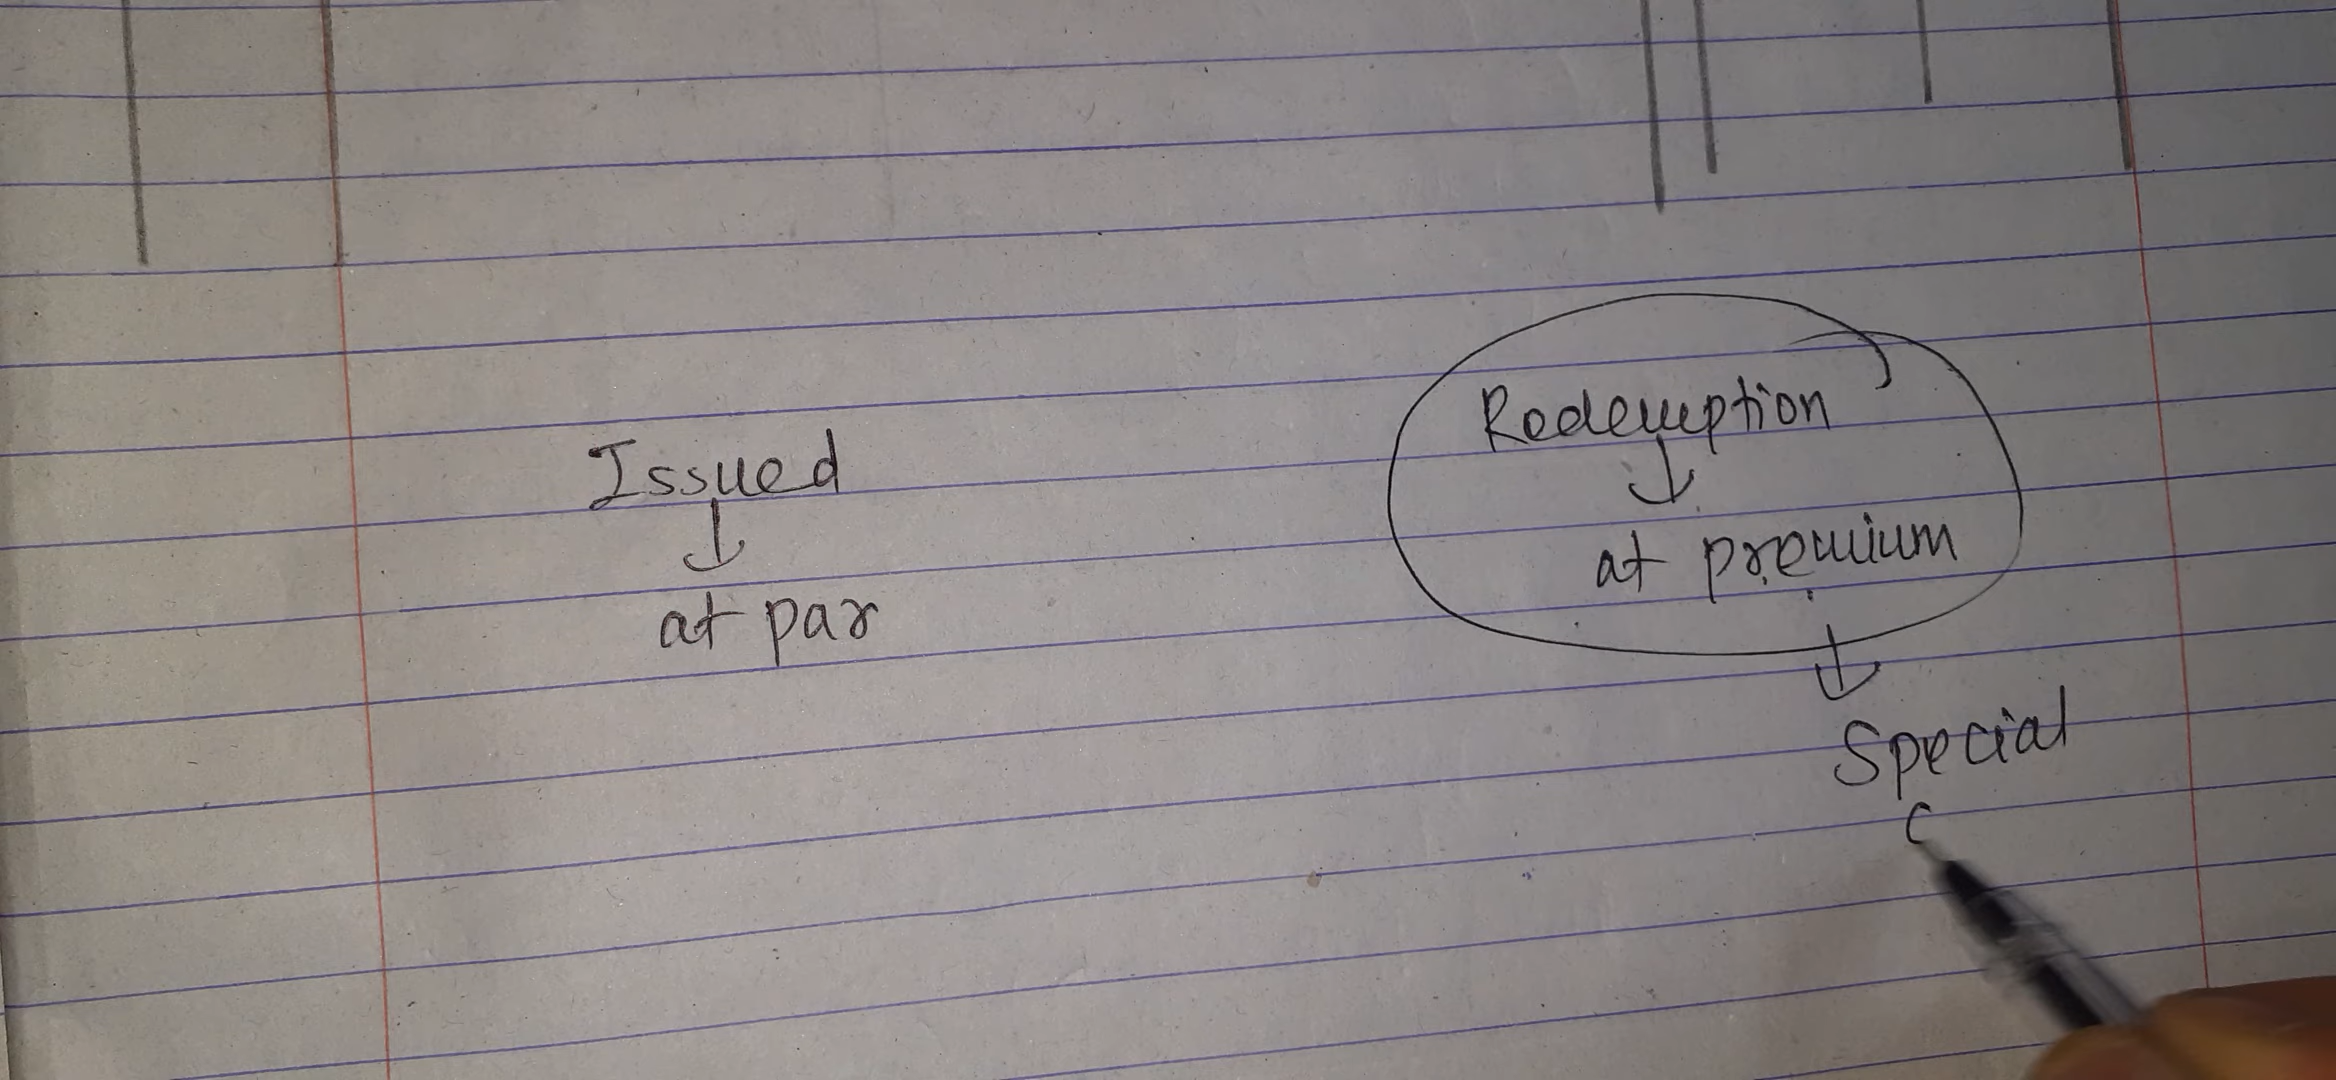 Issued
at par
Redemption
at premium
Special
C